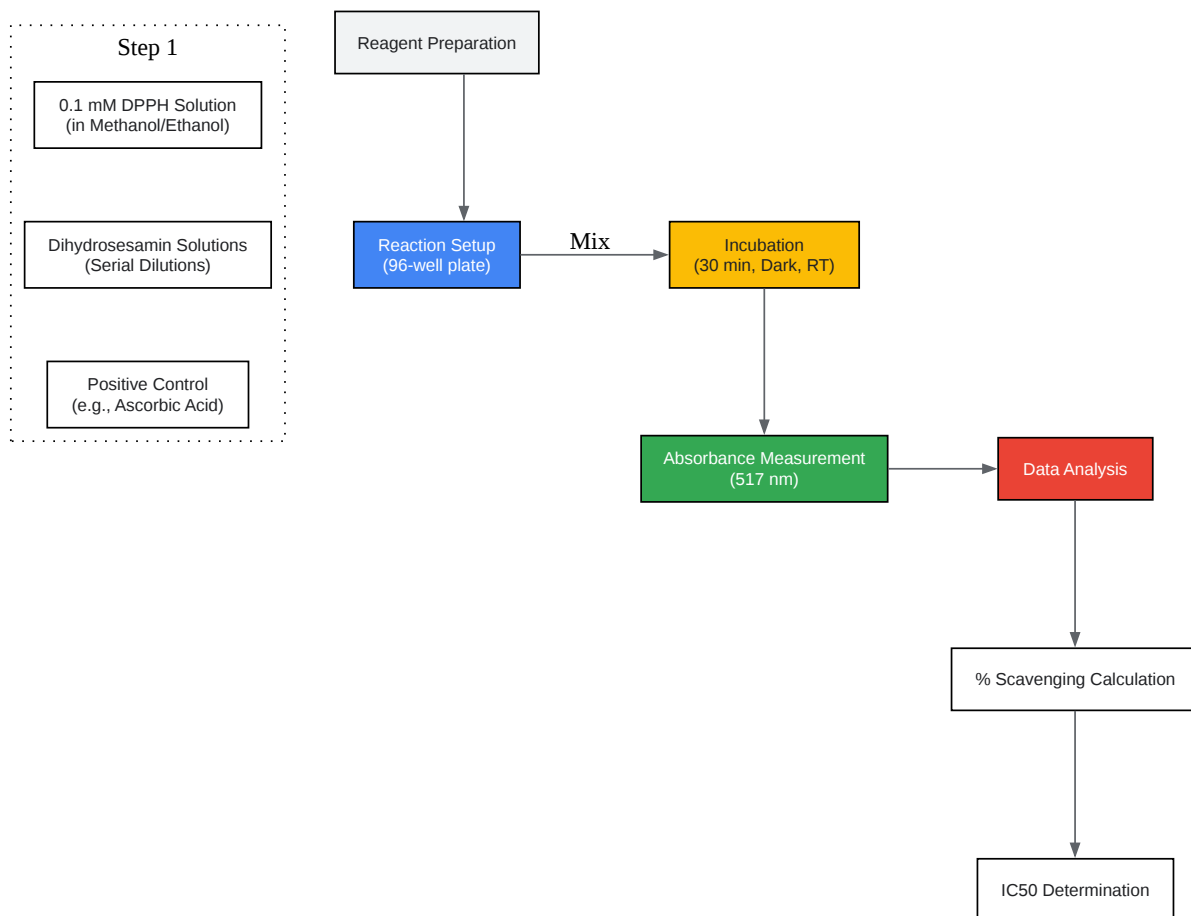 Step 1
0.1 mM DPPH Solution
(in Methanol/Ethanol)
Dihydrosesamin Solutions
(Serial Dilutions)
Positive Control
(e.g., Ascorbic Acid)
Reagent Preparation
Reaction Setup
(96-well plate)
Mix
Incubation
(30 min, Dark, RT)
Absorbance Measurement
(517 nm)
Data Analysis
% Scavenging Calculation
IC50 Determination